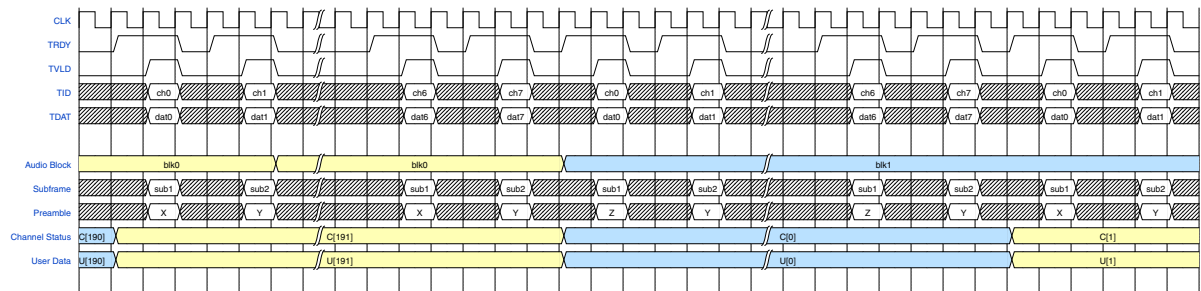 CLK
TRDY
TVLD
TID ch0 ch1 ch6 ch7 ch0 ch1 ch6 ch7 ch0 ch1
TDAT dat0 dat1 dat6 dat7 dat0 dat1 dat6 dat7 dat0 dat1
Audio Block blk0 blk0 blk1
Subframe sub1 sub2 sub1 sub2 sub1 sub2 sub1 sub2 sub1 sub2
Preamble X Y X Y Z Y Z Y X Y
Channel Status C[190] C[191] C[0] C[1]
User Data U[190] U[191] U[0] U[1]